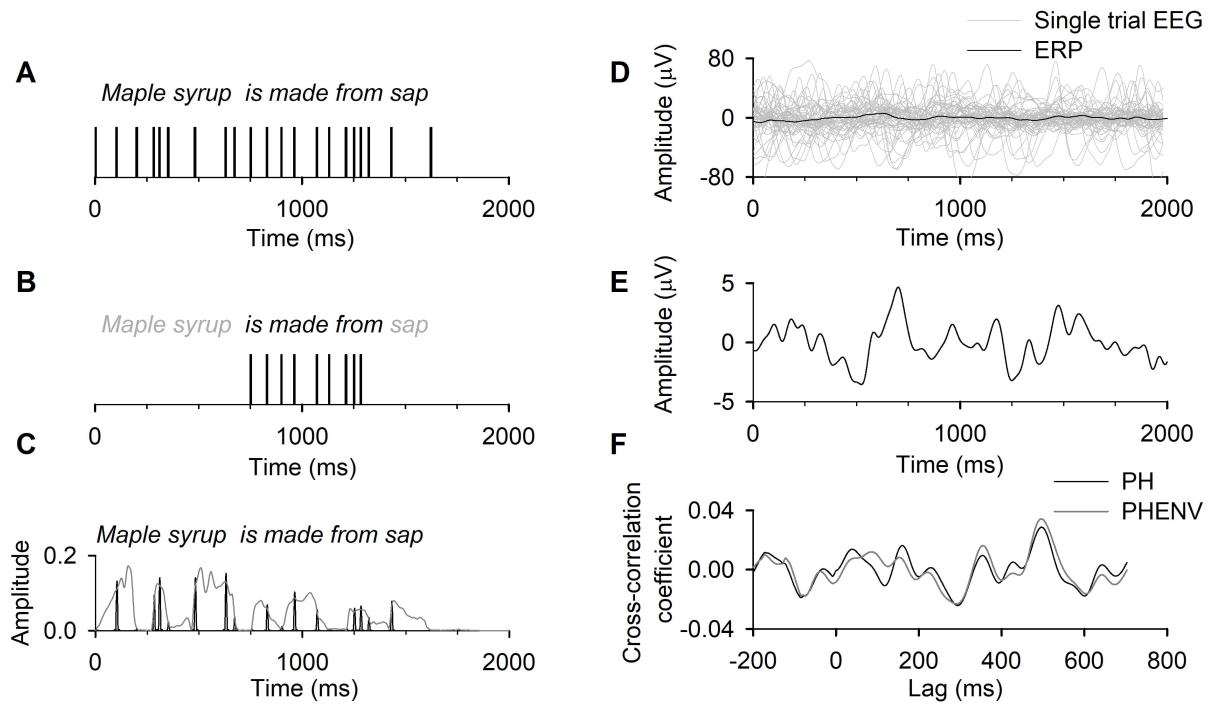 A
Maple syrup  is made from sap
0 1000 2000
Time (ms)
B
Maple syrup  is made from sap
0 1000 2000
Time (ms)
C
Maple syrup  is made from sap
Amplitude
0.2
0.0
0 1000 2000
Time (ms)
D
Single trial EEG
ERP
Amplitude (μV)
80
0
-80
0 1000 2000
Time (ms)
E
Amplitude (μV)
5
0
-5
0 1000 2000
Time (ms)
F
PH
PHENV
Cross-correlation
coefficient
0.04
0.00
-0.04
-200 0 200 400 600 800
Lag (ms)